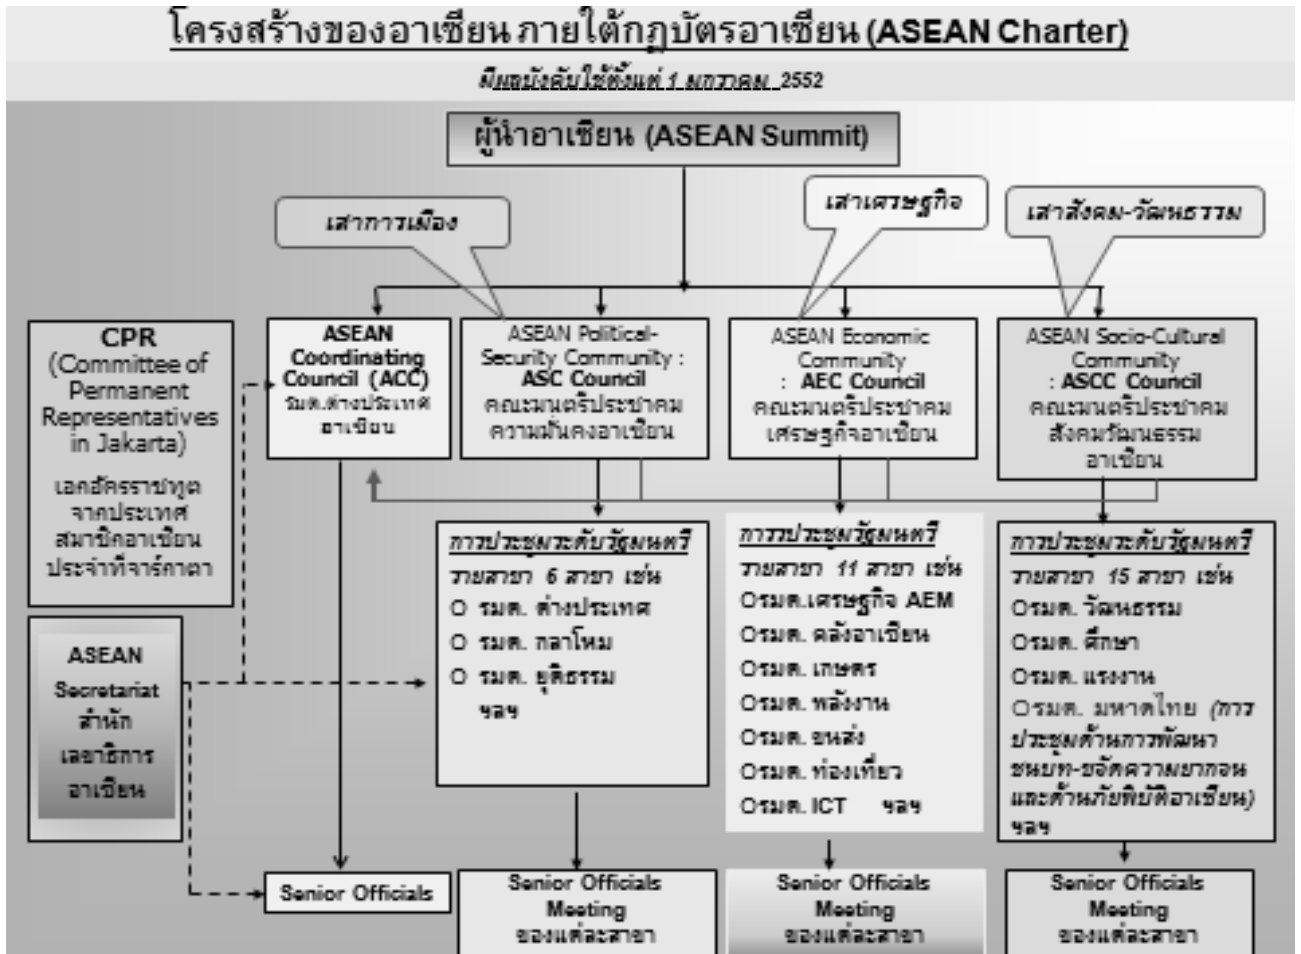 โครงสร้างของอาเซียน ภายใต้กฎบัตรอาเซียน (ASEAN Charter)
มีผลบังคับใช้ตั้งแต่ 1 มกราคม 2552
ผู้นำอาเซียน (ASEAN Summit)
เสาการเมือง
เสาเศรษฐกิจ
เสาสังคม-วัฒนธรรม
CPR
(Committee of
Permanent
Representatives
in Jakarta)
เอกอัครราชทูต
จากประเทศ
สมาชิกอาเซียน
ประจำที่จาร์กาตา
ASEAN
Coordinating
Council (ACC)
รมต.ต่างประเทศ
อาเซียน
ASEAN Political-
Security Community :
ASC Council
คณะมนตรีประชาคม
ความมั่นคงอาเซียน
ASEAN Economic
Community
: AEC Council
คณะมนตรีประชาคม
เศรษฐกิจอาเซียน
ASEAN Socio-Cultural
Community
: ASCC Council
คณะมนตรีประชาคม
สังคมวัฒนธรรม
อาเซียน
การประชุมระดับรัฐมนตรี
รายสาขา 6 สาขา เช่น
O รมต. ต่างประเทศ
O รมต. กลาโหม
O รมต. ยุติธรรม
ฯลฯ
การประชุมรัฐมนตรี
รายสาขา 11 สาขา เช่น
Oรมต.เศรษฐกิจ AEM
Oรมต. คลังอาเซียน
Oรมต. เกษตร
Oรมต. พลังงาน
Oรมต. ขนส่ง
Oรมต. ท่องเที่ยว
Oรมต. ICT ฯลฯ
การประชุมระดับรัฐมนตรี
รายสาขา 15 สาขา เช่น
Oรมต. วัฒนธรรม
Oรมต. ศึกษา
Oรมต. แรงงาน
Oรมต. มหาดไทย (การ
ประชุมด้านการพัฒนา
ชนบท-ขจัดความยากจน
และด้านภัยพิบัติอาเซียน)
ฯลฯ
ASEAN
Secretariat
สำนัก
เลขาธิการ
อาเซียน
Senior Officials
Senior Officials
Meeting
ของแต่ละสาขา
Senior Officials
Meeting
ของแต่ละสาขา
Senior Officials
Meeting
ของแต่ละสาขา